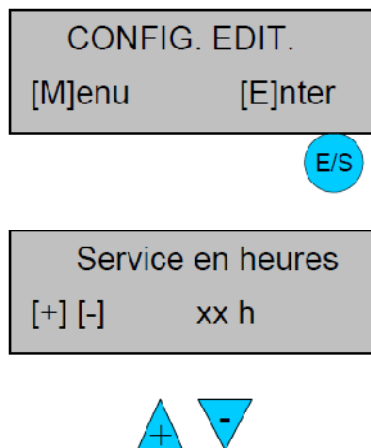 CONFIG. EDIT.
[M]enu [E]nter
E/S
Service en heures
[+] [-] xx h
+ -